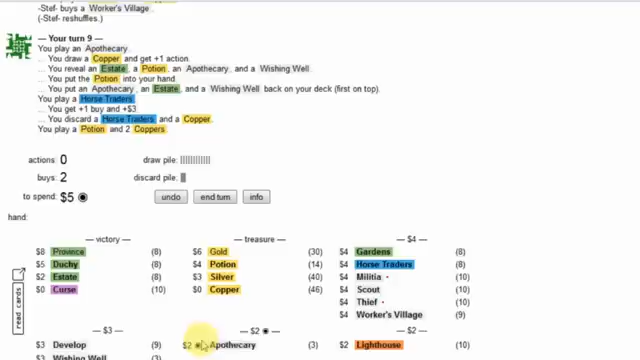 -Stef- buys a Worker's Village.
(-Stef- reshuffles.)
— Your turn 9 —
You play an Apothecary.
... You draw a Copper and get +1 action.
... You reveal an Estate, a Potion, an Apothecary, and a Wishing Well.
... You put the Potion into your hand.
... You put an Apothecary, an Estate, and a Wishing Well back on your deck (first on top).
You play a Horse Traders.
... You get +1 buy and +$3.
... You discard a Horse Traders and a Copper.
You play a Potion and 2 Coppers.
actions: 0 draw pile:
buys: 2 discard pile:
to spend: $5 undo end turn info
hand:
— victory — — treasure — — $4 —
$8 Province (8) $6 Gold (30) Gardens (8)
$5 Duchy (8) $4 Potion (14) $4 Horse Traders (8)
$2 Estate (8) $3 Silver (40) $4 Militia (10)
$0 Curse (10) $0 Copper (46) $4 Scout (10)
$4 Thief (10)
$4 Worker's Village (9)
read cards
— $3 — — $2 — — $2 —
$3 Develop (9) $2 Apothecary (3) $2 Lighthouse (10)
$3 Wishing Well